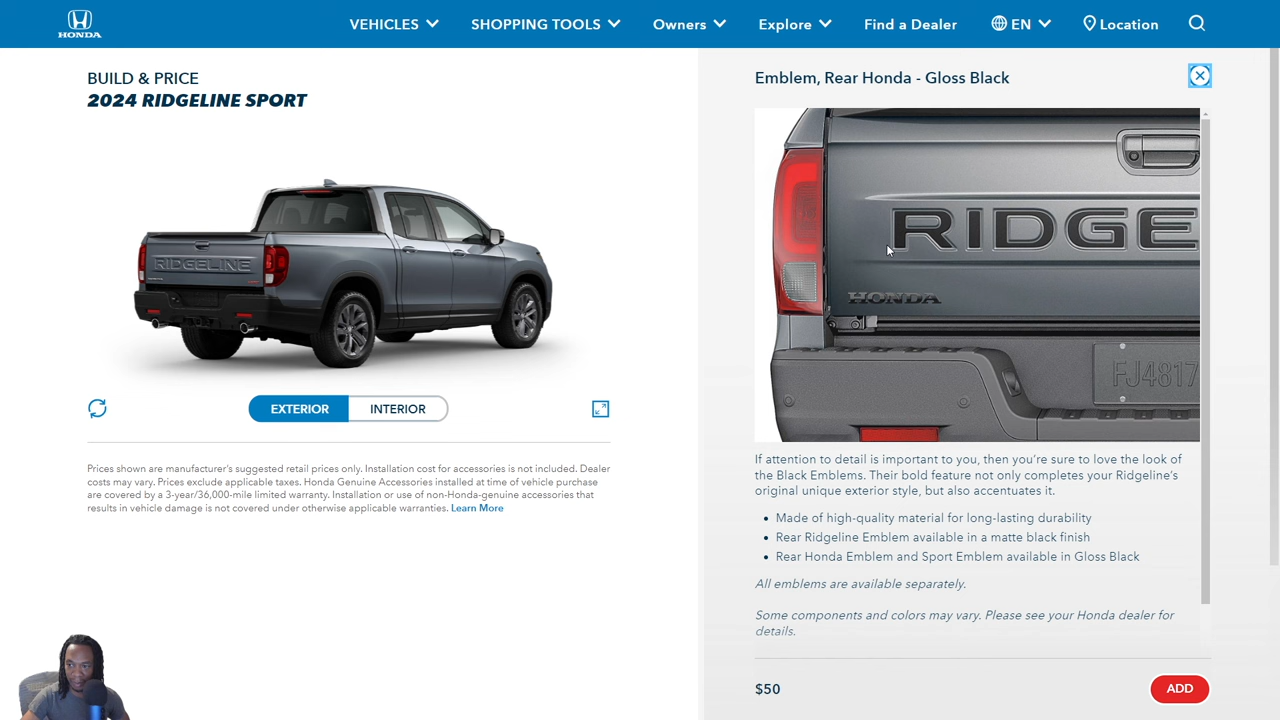 HONDA
VEHICLES
SHOPPING TOOLS
Owners
Explore
Find a Dealer
EN
Location
BUILD & PRICE
2024 RIDGELINE SPORT
RIDGELINE
EXTERIOR
INTERIOR
Prices shown are manufacturer's suggested retail prices only. Installation cost for accessories is not included. Dealer
costs may vary. Prices exclude applicable taxes. Honda Genuine Accessories installed at time of vehicle purchase
are covered by a 3-year/36,000-mile limited warranty. Installation or use of non-Honda-genuine accessories that
results in vehicle damage is not covered under otherwise applicable warranties. Learn More
Emblem, Rear Honda - Gloss Black
RIDGE
HONDA
FJ4817
If attention to detail is important to you, then you're sure to love the look of
the Black Emblems. Their bold feature not only completes your Ridgeline's
original unique exterior style, but also accentuates it.
• Made of high-quality material for long-lasting durability
• Rear Ridgeline Emblem available in a matte black finish
• Rear Honda Emblem and Sport Emblem available in Gloss Black
All emblems are available separately.
Some components and colors may vary. Please see your Honda dealer for
details.
$50
ADD